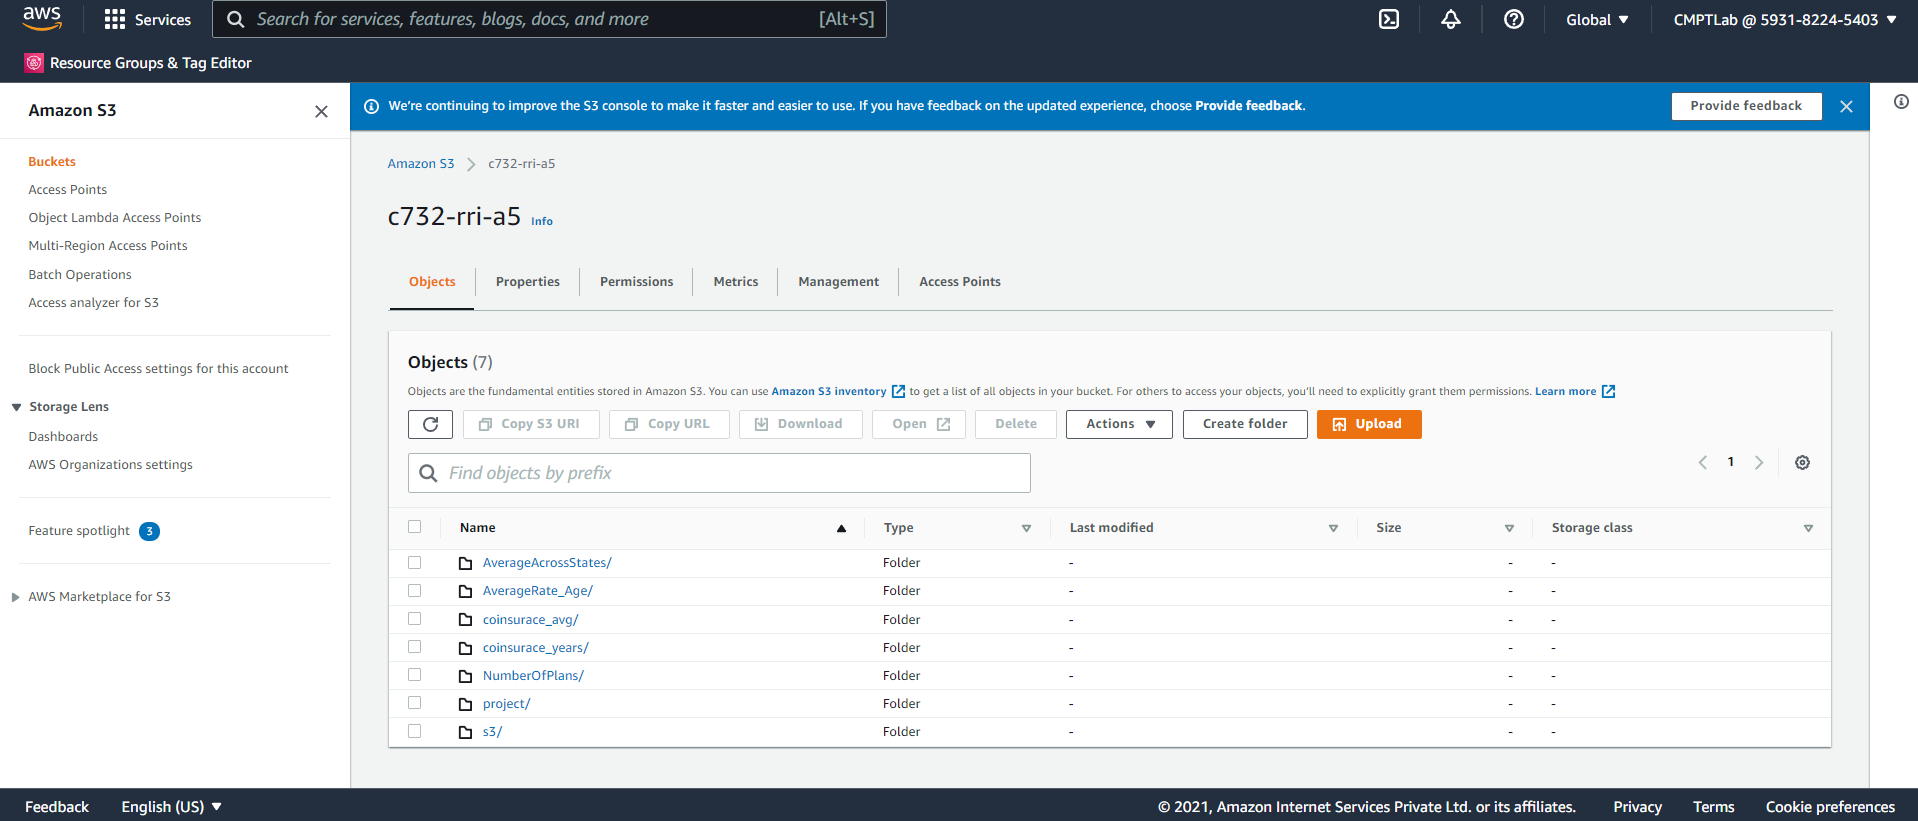 aws Services Search for services, features, blogs, docs, and more [Alt+S] Global CMPTLab @ 5931-8224-5403
Resource Groups & Tag Editor
Amazon S3
Buckets
Access Points
Object Lambda Access Points
Multi-Region Access Points
Batch Operations
Access analyzer for S3
Block Public Access settings for this account
Storage Lens
Dashboards
AWS Organizations settings
Feature spotlight 3
AWS Marketplace for S3
We're continuing to improve the S3 console to make it faster and easier to use. If you have feedback on the updated experience, choose Provide feedback. Provide feedback
Amazon S3 c732-rri-a5
c732-rri-a5 Info
Objects Properties Permissions Metrics Management Access Points
Objects (7)
Objects are the fundamental entities stored in Amazon S3. You can use Amazon S3 inventory to get a list of all objects in your bucket. For others to access your objects, you'll need to explicitly grant them permissions. Learn more
Copy S3 URI Copy URL Download Open Delete Actions Create folder Upload
Find objects by prefix 1
Name Type Last modified Size Storage class
AverageAcrossStates/ Folder - - -
AverageRate_Age/ Folder - - -
coinsurace_avg/ Folder - - -
coinsurace_years/ Folder - - -
NumberOfPlans/ Folder - - -
project/ Folder - - -
s3/ Folder - - -
Feedback English (US) © 2021, Amazon Internet Services Private Ltd. or its affiliates. Privacy Terms Cookie preferences